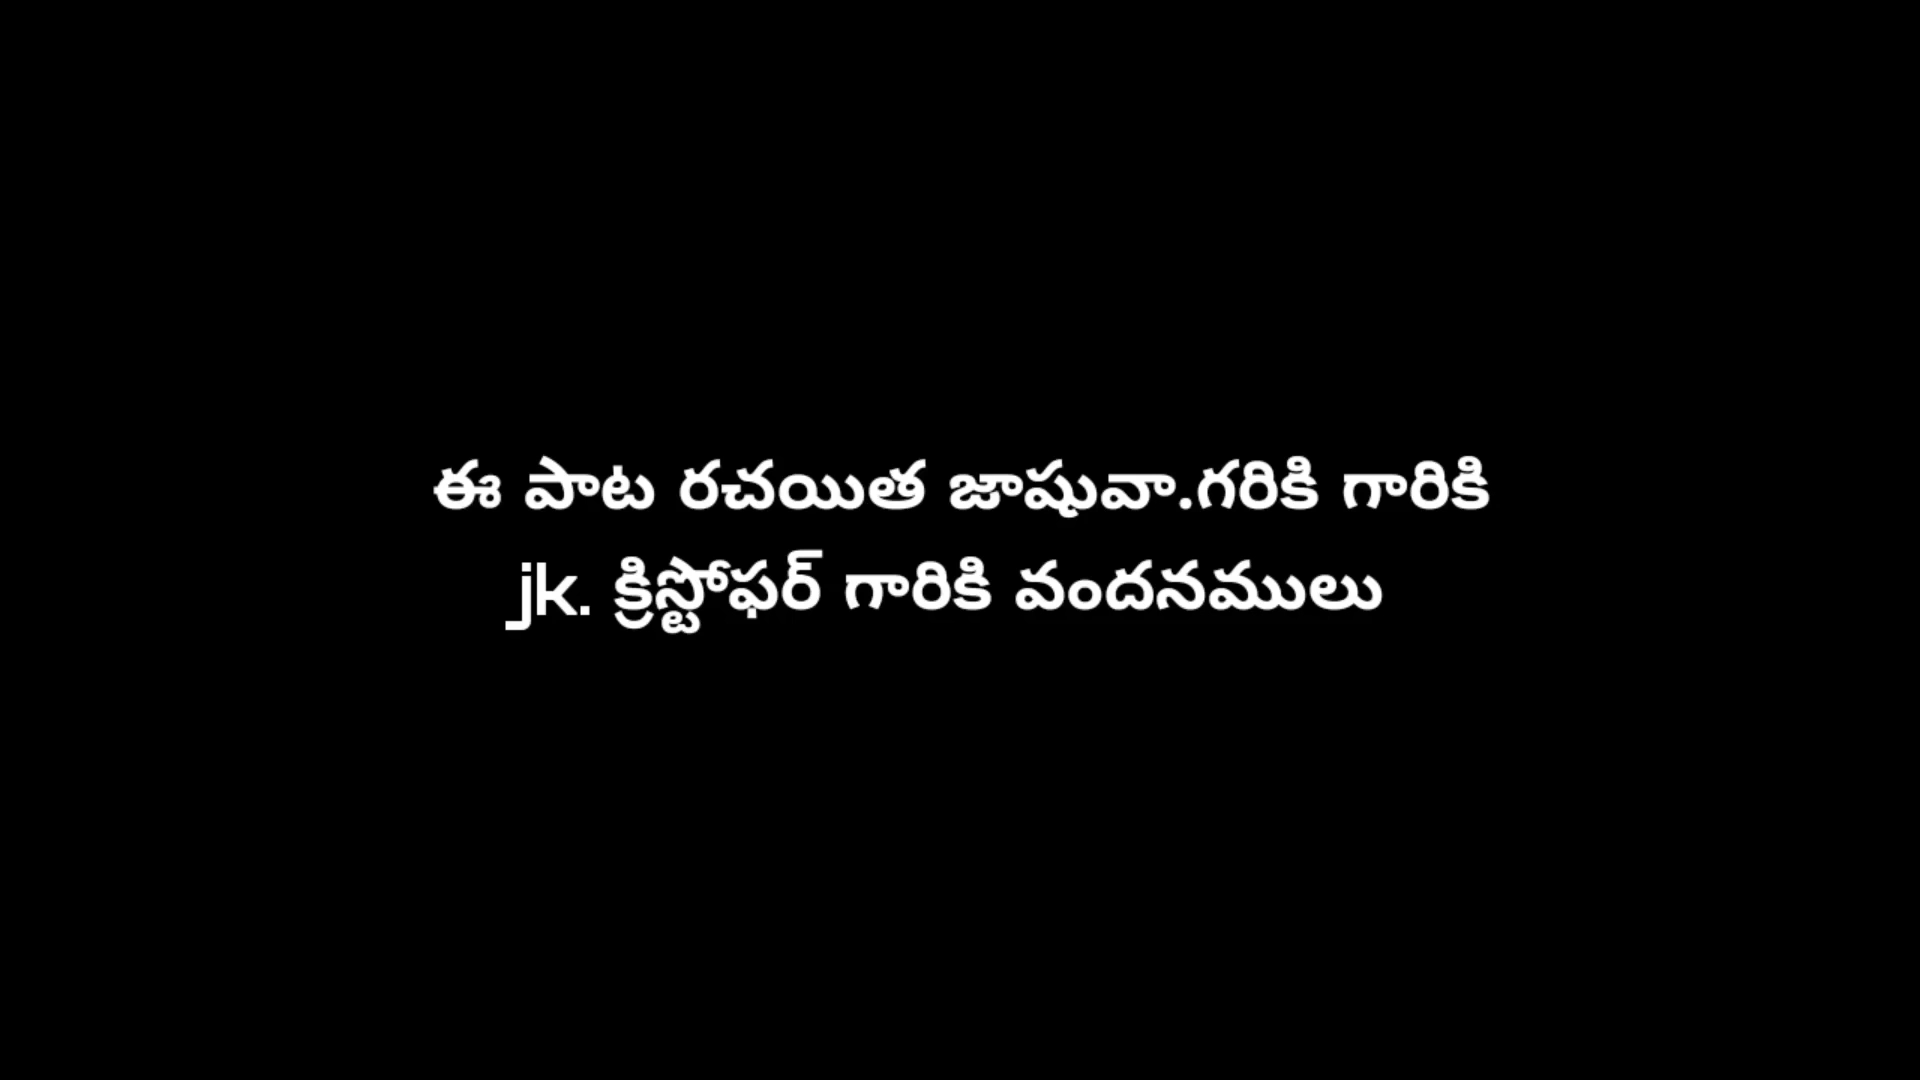 ఈ పాట రచయిత జాషువా.గరికి గారికి
jk. క్రిస్టోఫర్ గారికి వందనములు